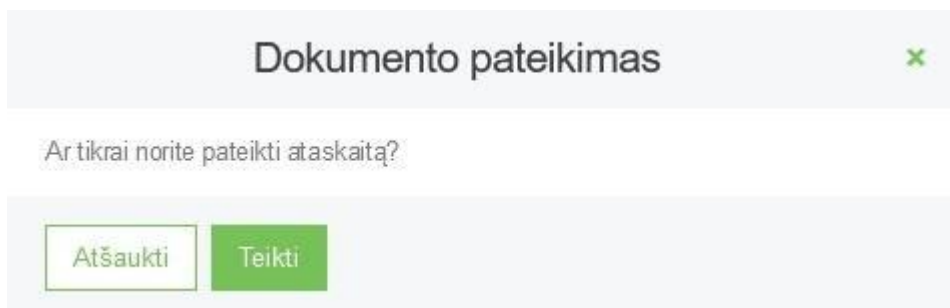 Dokumento pateikimas
Ar tikrai norite pateikti ataskaitą?
Atšaukti Teikti